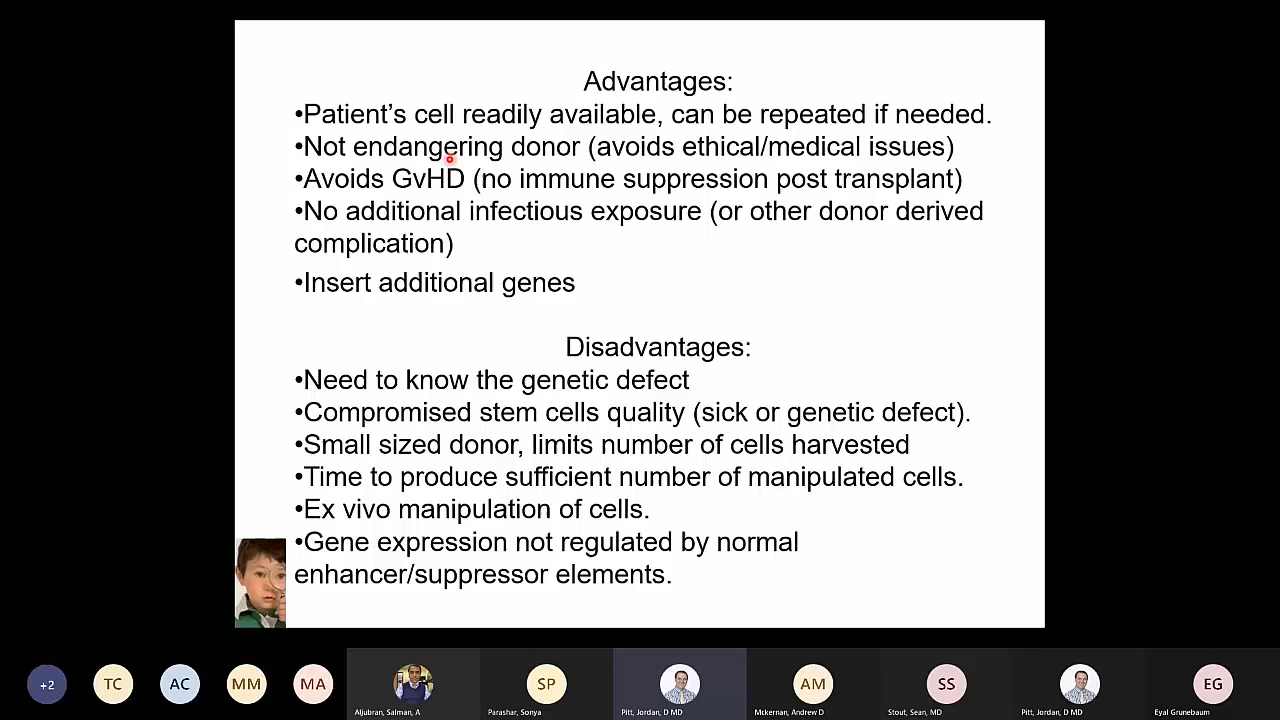 Advantages:
•Patient’s cell readily available, can be repeated if needed.
•Not endangering donor (avoids ethical/medical issues)
•Avoids GvHD (no immune suppression post transplant)
•No additional infectious exposure (or other donor derived
complication)
•Insert additional genes
Disadvantages:
•Need to know the genetic defect
•Compromised stem cells quality (sick or genetic defect).
•Small sized donor, limits number of cells harvested
•Time to produce sufficient number of manipulated cells.
•Ex vivo manipulation of cells.
•Gene expression not regulated by normal
enhancer/suppressor elements.
+2 TC AC MM MA SP AM SS EG
Aljubran, Salman, A Parashar, Sonya Pitt, Jordan, D MD Mckernan, Andrew D Stout, Sean, MD Pitt, Jordan, D MD Eyal Grunebaum